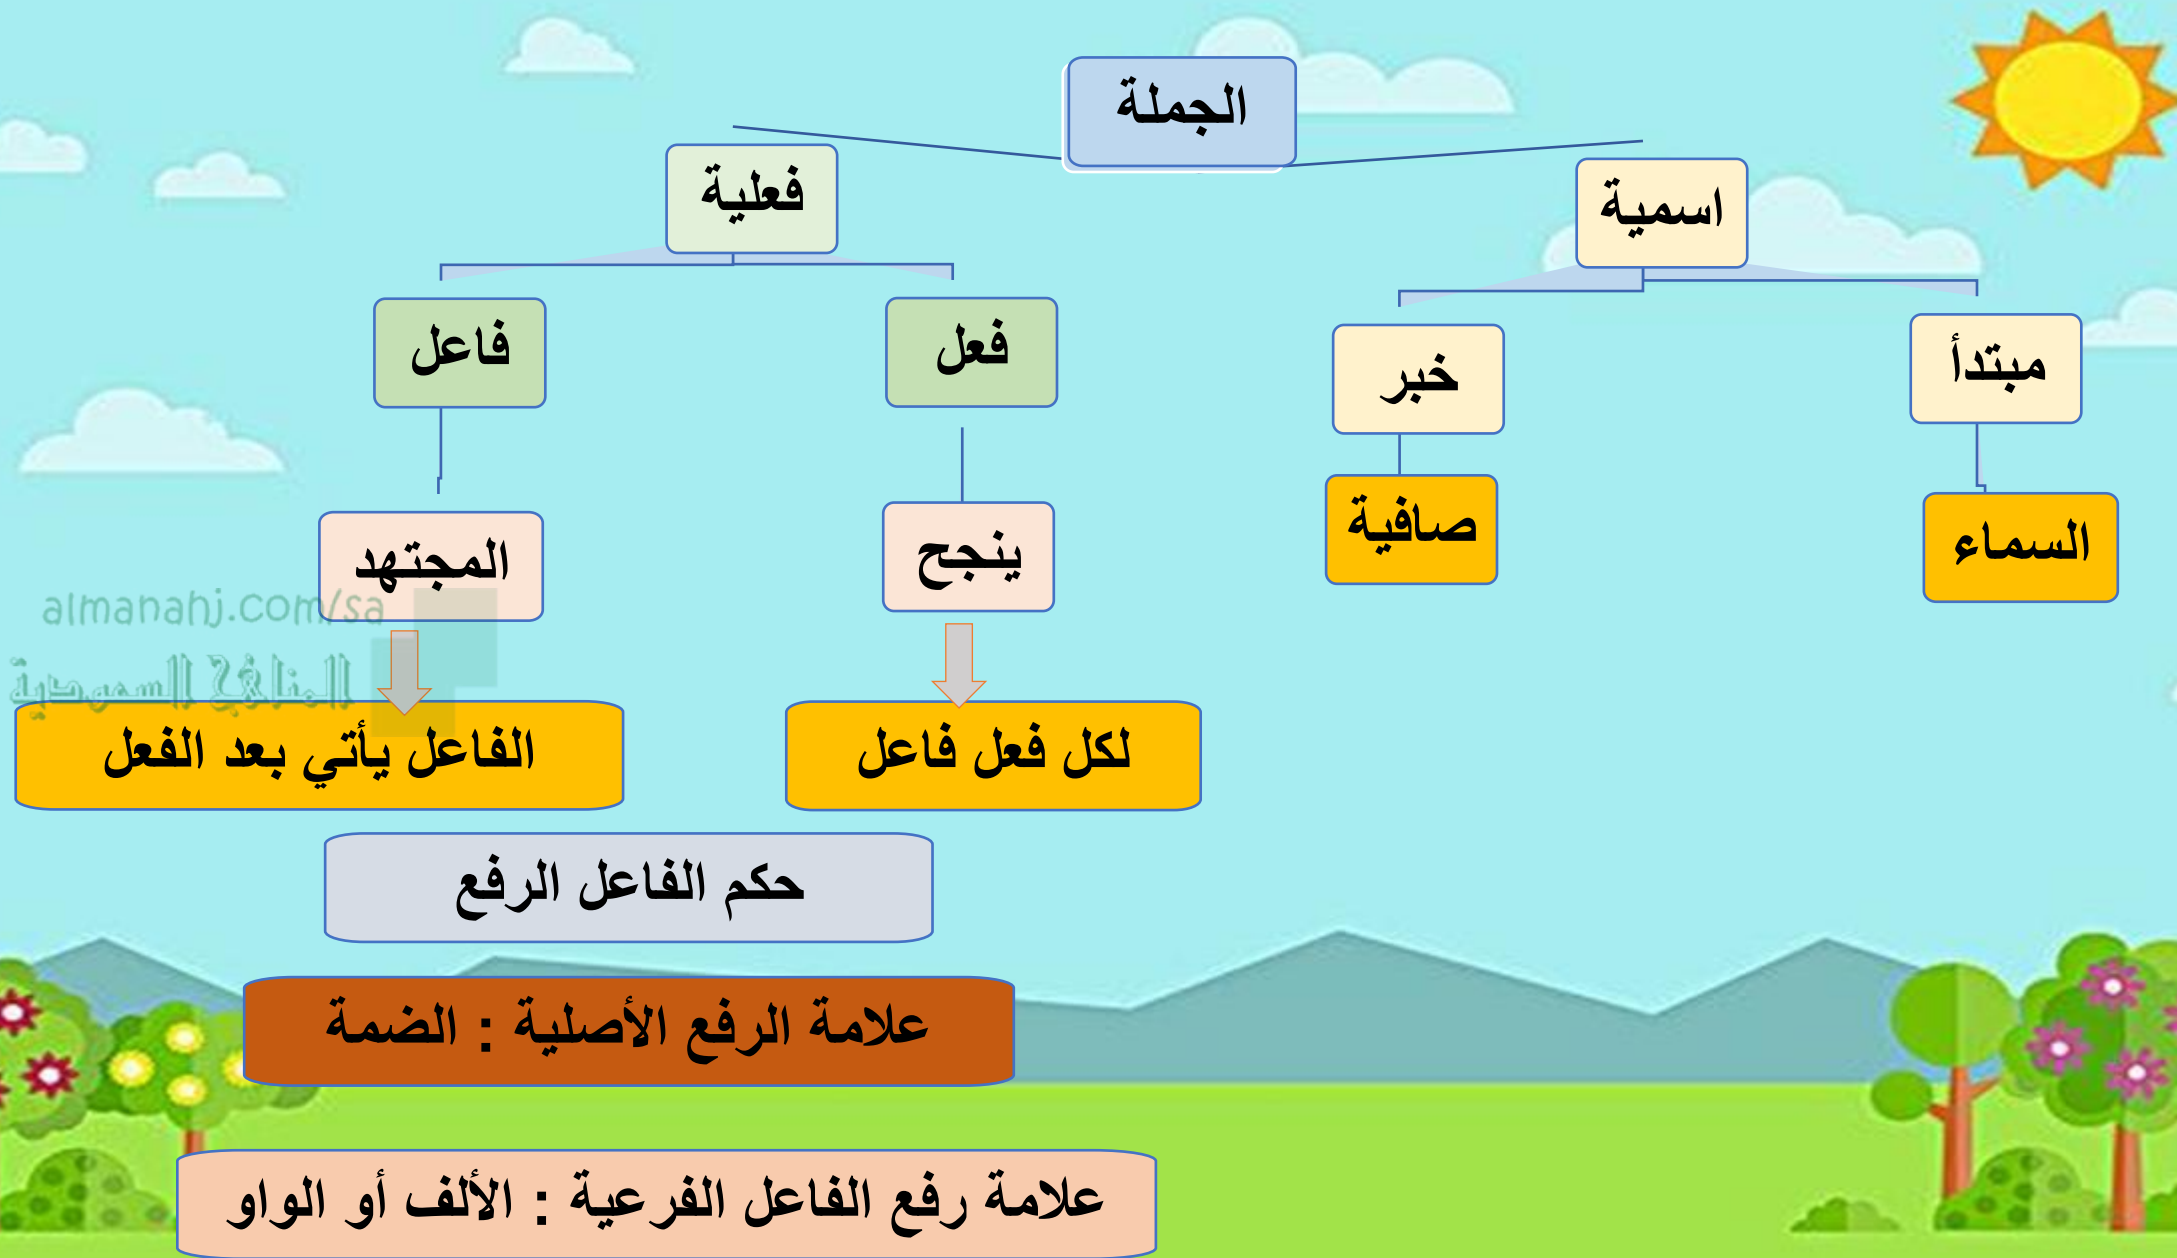 الجملة
اسمية
فعلية
مبتدأ
خبر
فعل
فاعل
السماء
صافية
ينجح
المجتهد
almanahj.com/sa
المناهج السعودية
لكل فعل فاعل
الفاعل يأتي بعد الفعل
حكم الفاعل الرفع
علامة الرفع الأصلية : الضمة
علامة رفع الفاعل الفرعية : الألف أو الواو